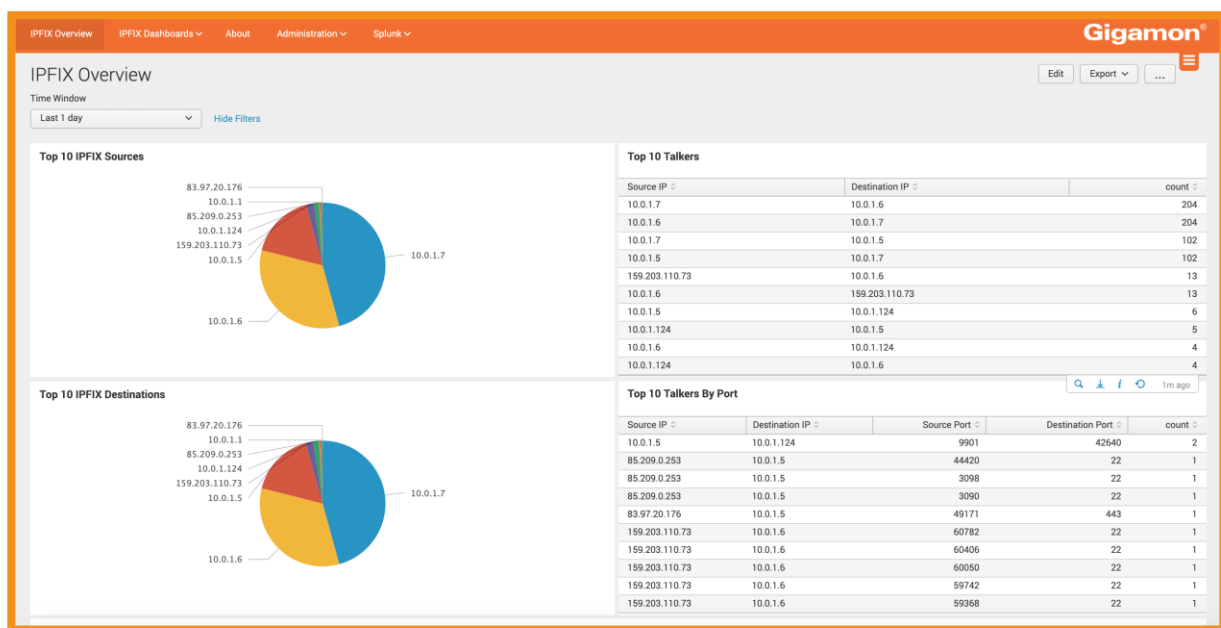 IPFIX Overview IPFIX Dashboards About Administration Splunk Gigamon®
IPFIX Overview
Edit Export ...
Time Window
Last 1 day Hide Filters
Top 10 IPFIX Sources
83.97.20.176
10.0.1.1
85.209.0.253
10.0.1.124
159.203.110.73
10.0.1.5
10.0.1.7
10.0.1.6
Top 10 Talkers
Source IP Destination IP count
10.0.1.7 10.0.1.6 204
10.0.1.6 10.0.1.7 204
10.0.1.7 10.0.1.5 102
10.0.1.5 10.0.1.7 102
159.203.110.73 10.0.1.6 13
10.0.1.6 159.203.110.73 13
10.0.1.5 10.0.1.124 6
10.0.1.124 10.0.1.5 5
10.0.1.6 10.0.1.124 4
10.0.1.124 10.0.1.6 4
Top 10 IPFIX Destinations
83.97.20.176
10.0.1.1
85.209.0.253
10.0.1.124
159.203.110.73
10.0.1.5
10.0.1.7
10.0.1.6
i 1m ago
Top 10 Talkers By Port
Source IP Destination IP Source Port Destination Port count
10.0.1.5 10.0.1.124 9901 42640 2
85.209.0.253 10.0.1.5 44420 22 1
85.209.0.253 10.0.1.5 3098 22 1
85.209.0.253 10.0.1.5 3090 22 1
83.97.20.176 10.0.1.5 49171 443 1
159.203.110.73 10.0.1.6 60782 22 1
159.203.110.73 10.0.1.6 60406 22 1
159.203.110.73 10.0.1.6 60050 22 1
159.203.110.73 10.0.1.6 59742 22 1
159.203.110.73 10.0.1.6 59368 22 1